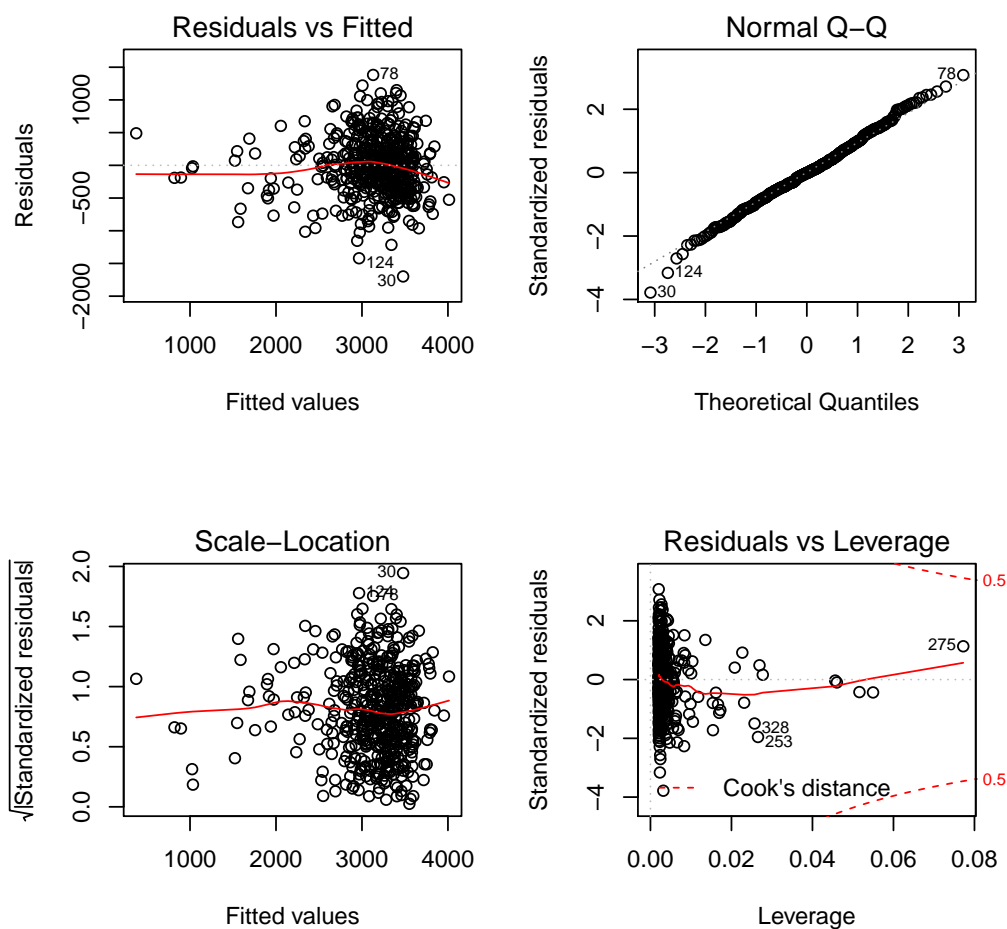 Residuals vs Fitted
Residuals
1000
−500
−2000
78
124
30
1000 2000 3000 4000
Fitted values
Normal Q−Q
Standardized residuals
2
0
−2
−4
78
124
30
−3 −2 −1 0 1 2 3
Theoretical Quantiles
Scale−Location
√|Standardized residuals|
2.0
1.5
1.0
0.5
0.0
30
124
78
1000 2000 3000 4000
Fitted values
Residuals vs Leverage
Standardized residuals
2
0
−2
−4
0.5
275
328
253
0.5
Cook's distance
0.00 0.02 0.04 0.06 0.08
Leverage